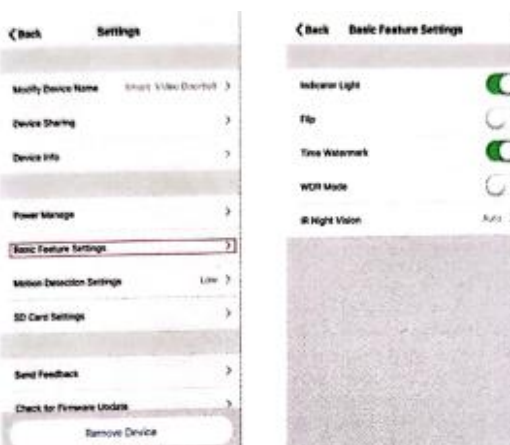 < Back Settings
Modify Device Name Smart Video Doorbell >
Device Sharing >
Device Info >
Power Manage >
Basic Feature Settings >
Motion Detection Settings Low >
SD Card Settings >
Send Feedback >
Check for Firmware Update >
Remove Device
< Back Basic Feature Settings
Indicator Light
Flip
Time Watermark
WDR Mode
IR Night Vision Auto